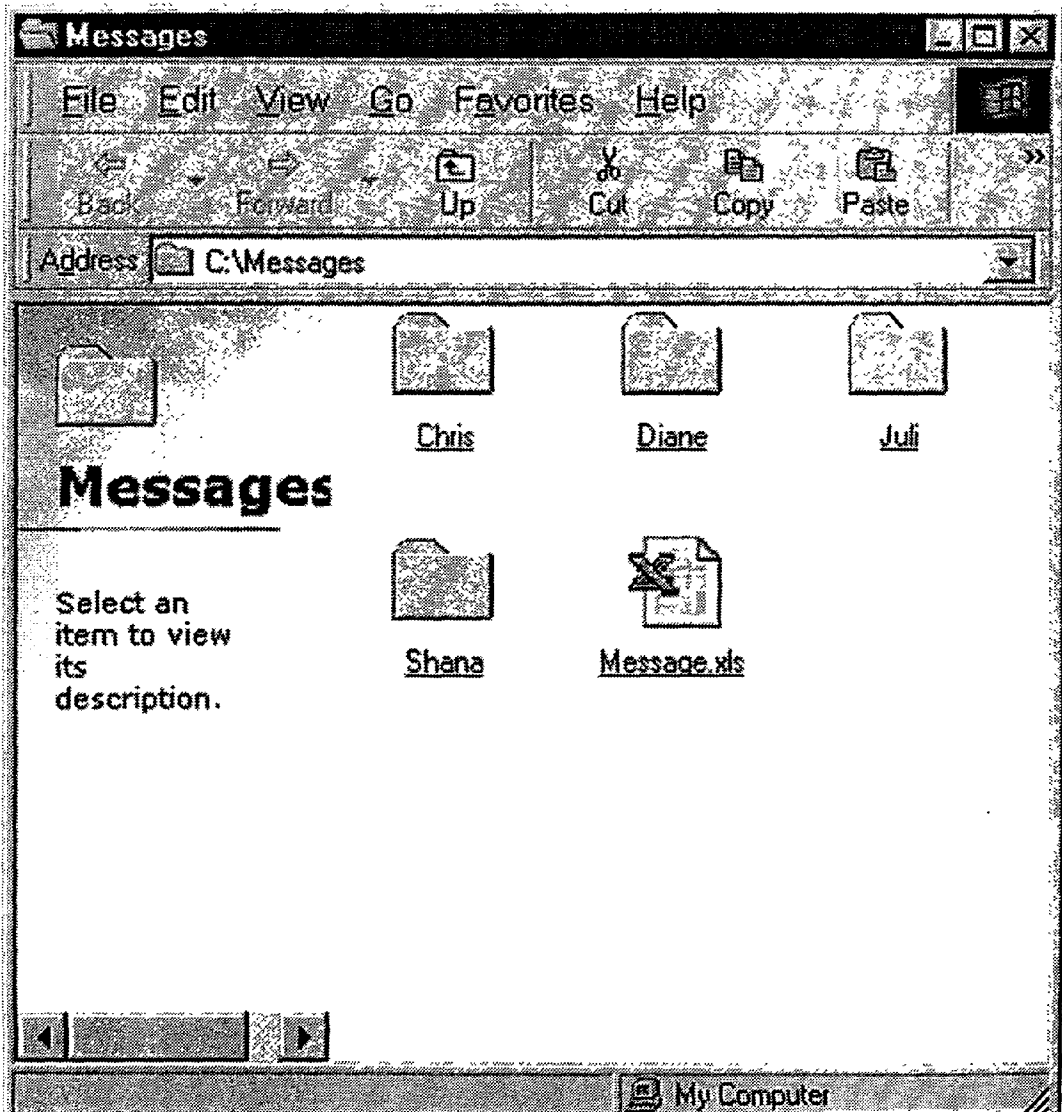 Messages
File Edit View Go Favorites Help
Back Forward Up Cut Copy Paste »
Address C:\Messages
Chris Diane Juli
Messages
Shana Message.xls
Select an
item to view
its
description.
My Computer